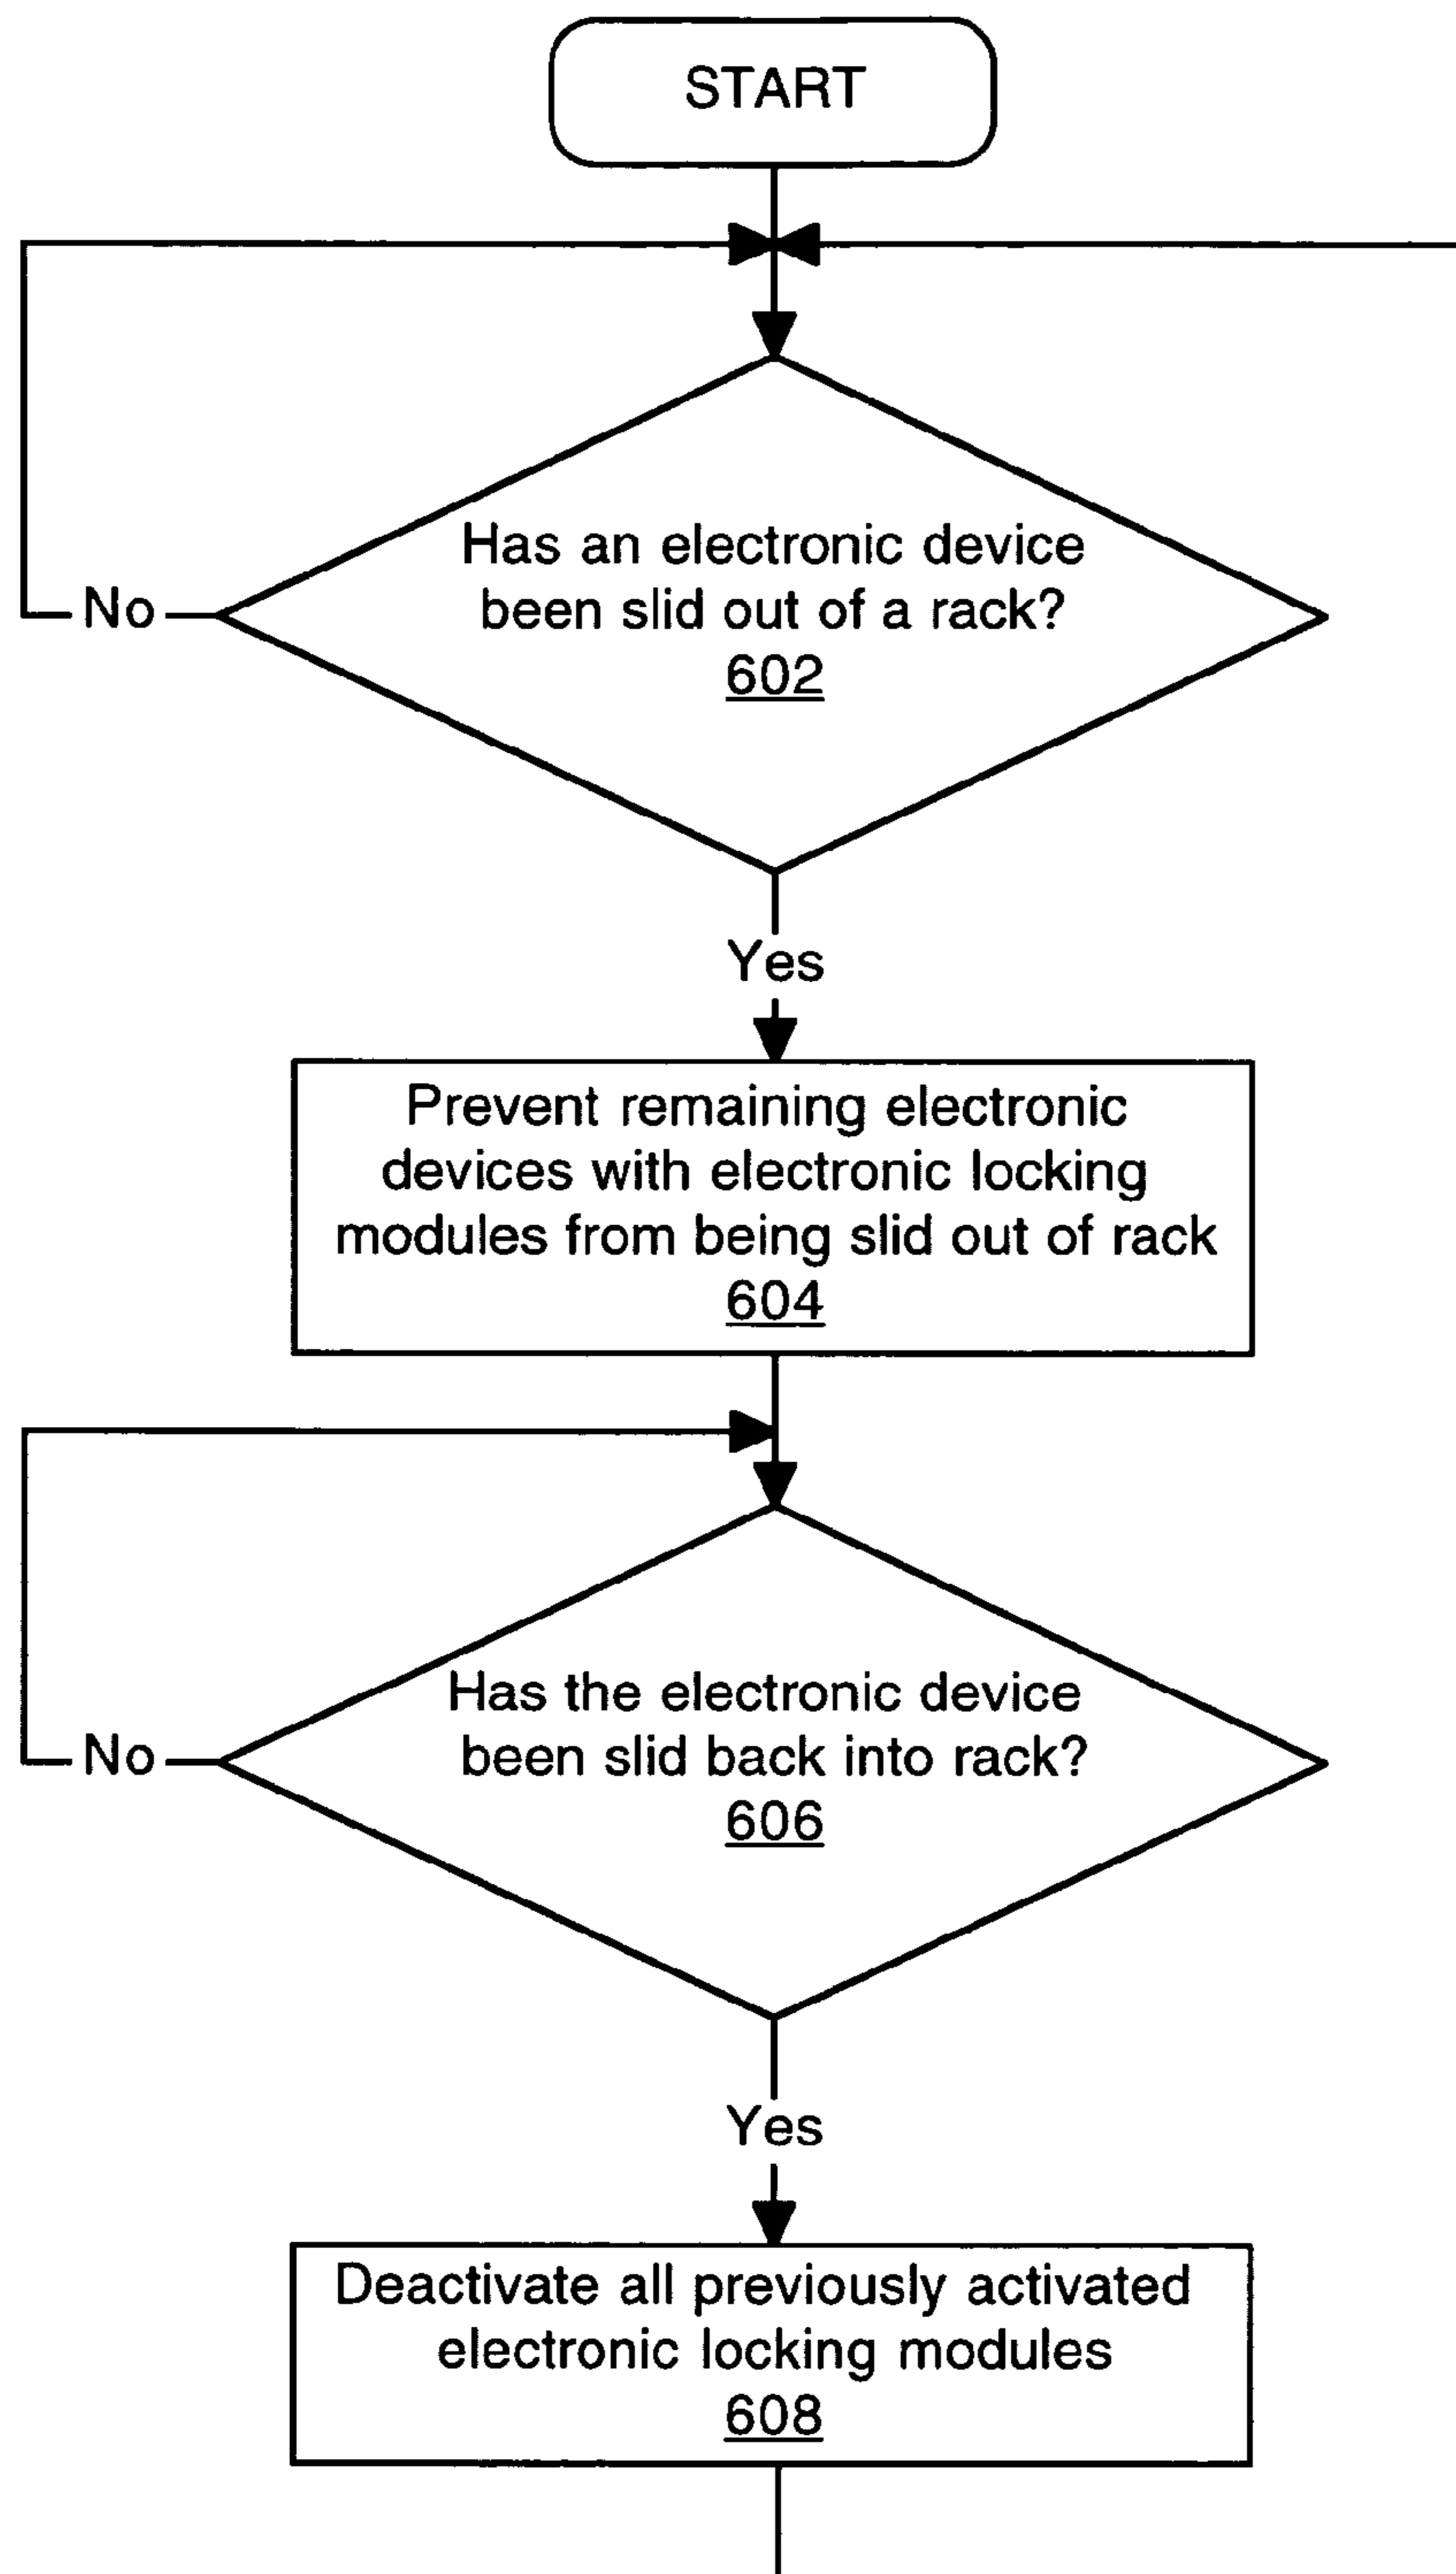 START
Has an electronic device
been slid out of a rack?
602
No
Yes
Prevent remaining electronic
devices with electronic locking
modules from being slid out of rack
604
Has the electronic device
been slid back into rack?
606
No
Yes
Deactivate all previously activated
electronic locking modules
608